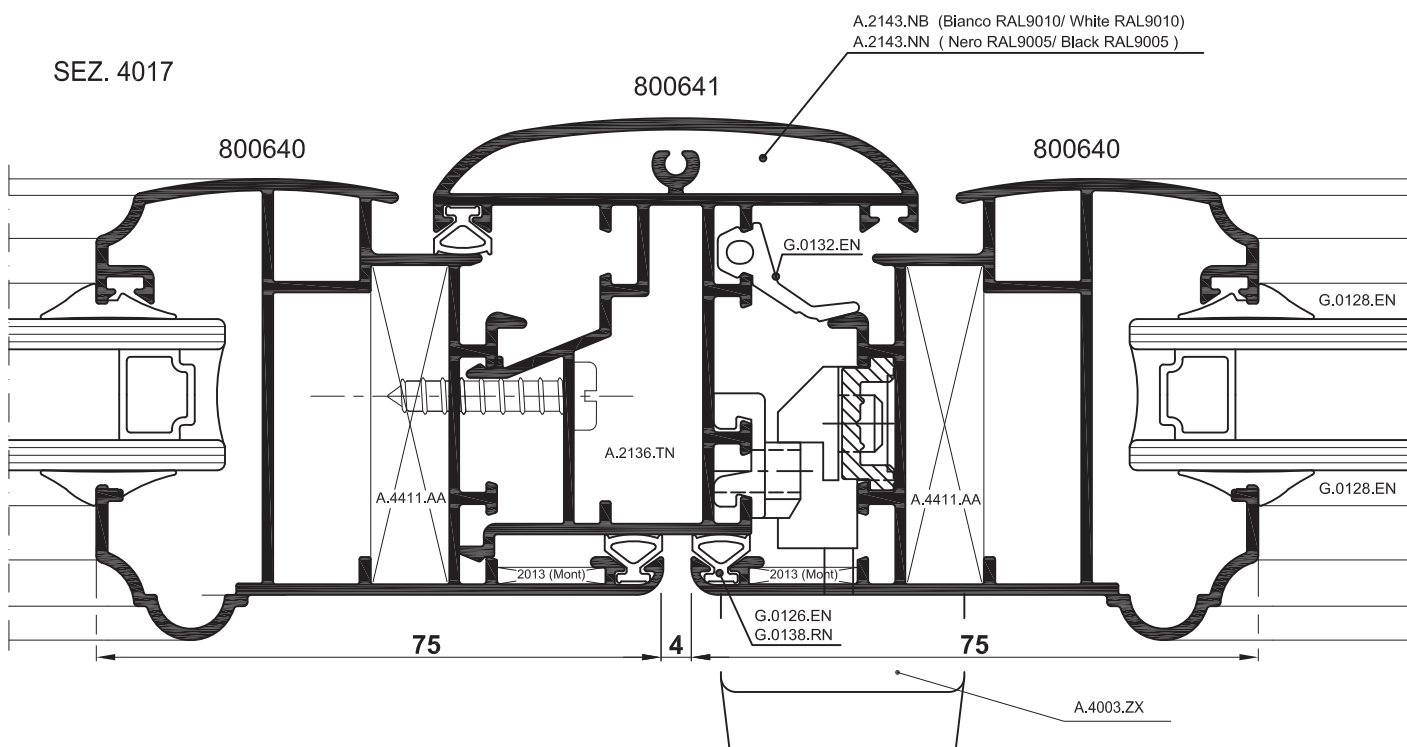 A.2143.NB (Bianco RAL9010/ White RAL9010)
A.2143.NN ( Nero RAL9005/ Black RAL9005 )
SEZ. 4017
800641
800640
800640
G.0132.EN
G.0128.EN
A.2136.TN
A.4411.AA
A.4411.AA
G.0128.EN
2013 (Mont)
2013 (Mont)
G.0126.EN
G.0138.RN
75
4
75
A.4003.ZX